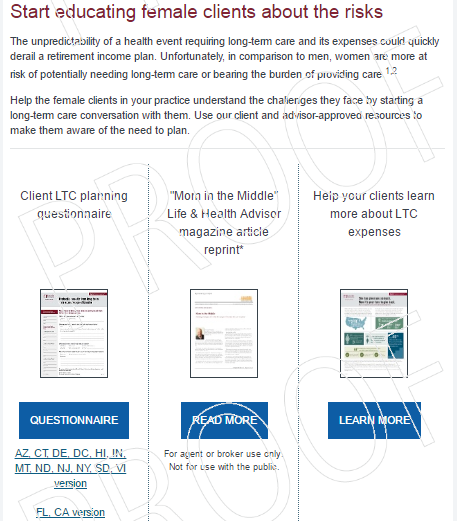 Start educating female clients about the risks
The unpredictability of a health event requiring long-term care and its expenses could quickly
derail a retirement income plan. Unfortunately, in comparison to men, women are more at
risk of potentially needing long-term care or bearing the burden of providing care.1,2
Help the female clients in your practice understand the challenges they face by starting a
long-term care conversation with them. Use our client and advisor-approved resources to
make them aware of the need to plan.
Client LTC planning
questionnaire
"Mom in the Middle"
Life & Health Advisor
magazine article
reprint*
Help your clients learn
more about LTC
expenses
QUESTIONNAIRE
READ MORE
LEARN MORE
AZ, CT, DE, DC, HI, IN,
MT, ND, NJ, NY, SD, VI
version
FL, CA version
For agent or broker use only.
Not for use with the public.
PROOF
PROOF